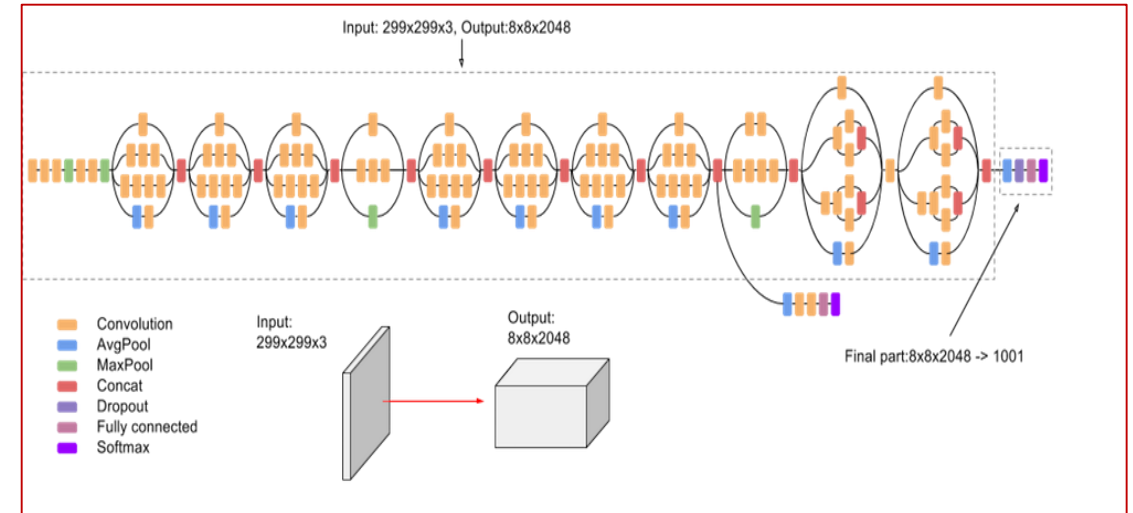 Input: 299x299x3, Output:8x8x2048
Convolution
AvgPool
MaxPool
Concat
Dropout
Fully connected
Softmax
Input:
299x299x3
Output:
8x8x2048
Final part:8x8x2048 -> 1001